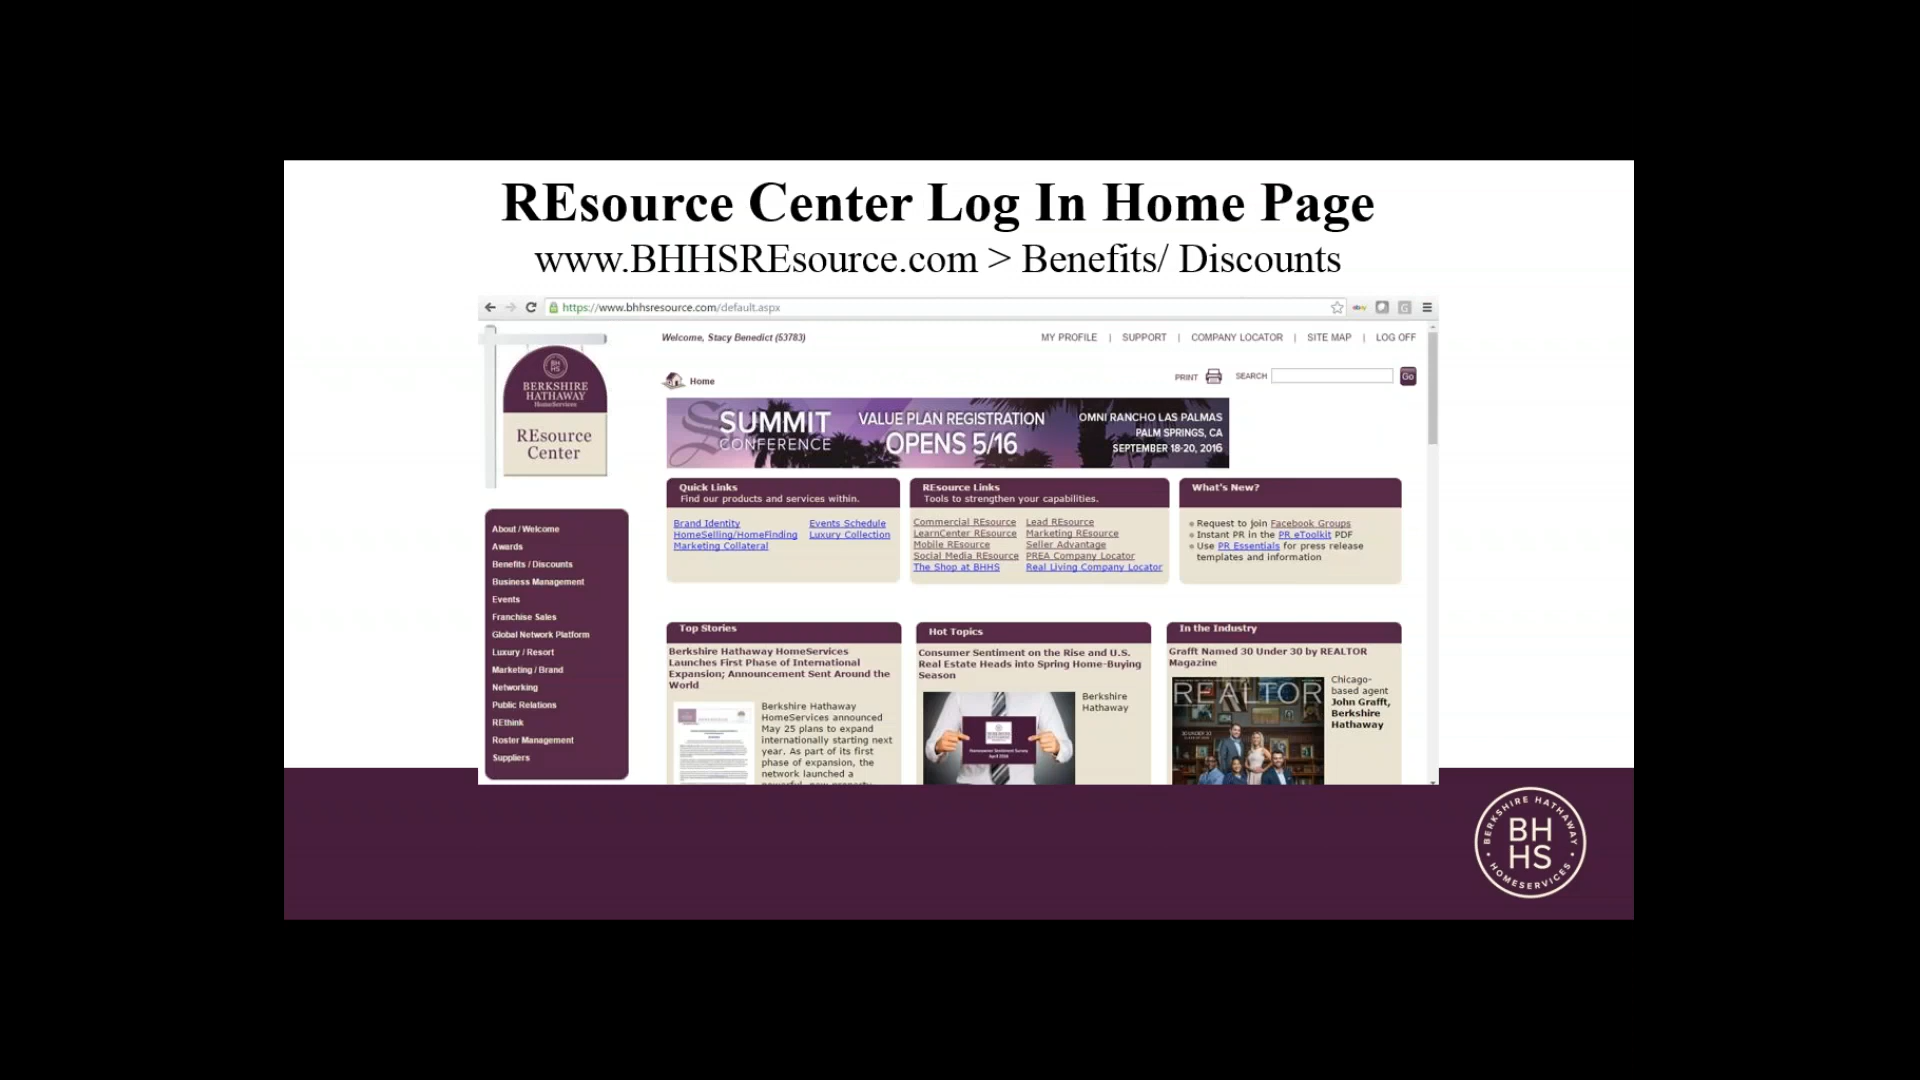 REsource Center Log In Home Page
www.BHHSREsource.com > Benefits/ Discounts
https://www.bhhsresource.com/default.aspx
Welcome, Stacy Benedict (53783)
MY PROFILE | SUPPORT | COMPANY LOCATOR | SITE MAP | LOG OFF
BH
HS
BERKSHIRE
HATHAWAY
HomeServices
REsource
Center
Home
PRINT
SEARCH
Go
SUMMIT
CONFERENCE
VALUE PLAN REGISTRATION
OPENS 5/16
OMNI RANCHO LAS PALMAS
PALM SPRINGS, CA
SEPTEMBER 18-20, 2016
About / Welcome
Awards
Benefits / Discounts
Business Management
Events
Franchise Sales
Global Network Platform
Luxury / Resort
Marketing / Brand
Networking
Public Relations
REthink
Roster Management
Suppliers
Quick Links
Find our products and services within.
Brand Identity Events Schedule
HomeSelling/HomeFinding Luxury Collection
Marketing Collateral
REsource Links
Tools to strengthen your capabilities.
Commercial REsource Lead REsource
LearnCenter REsource Marketing REsource
Mobile REsource Seller Advantage
Social Media REsource PREA Company Locator
The Shop at BHHS Real Living Company Locator
What's New?
Request to join Facebook Groups
Instant PR in the PR eToolkit PDF
Use PR Essentials for press release
templates and information
Top Stories
Berkshire Hathaway HomeServices
Launches First Phase of International
Expansion; Announcement Sent Around the
World
Berkshire Hathaway
HomeServices announced
May 25 plans to expand
internationally starting next
year. As part of its first
phase of expansion, the
network launched a
powerful, new property
Hot Topics
Consumer Sentiment on the Rise and U.S.
Real Estate Heads into Spring Home-Buying
Season
Berkshire
Hathaway
Homeowner Sentiment Survey
In the Industry
Grafft Named 30 Under 30 by REALTOR
Magazine
REALTOR
30 UNDER 30
Chicago-
based agent
John Grafft,
Berkshire
Hathaway
BERKSHIRE HATHAWAY
BH
HS
HOMESERVICES